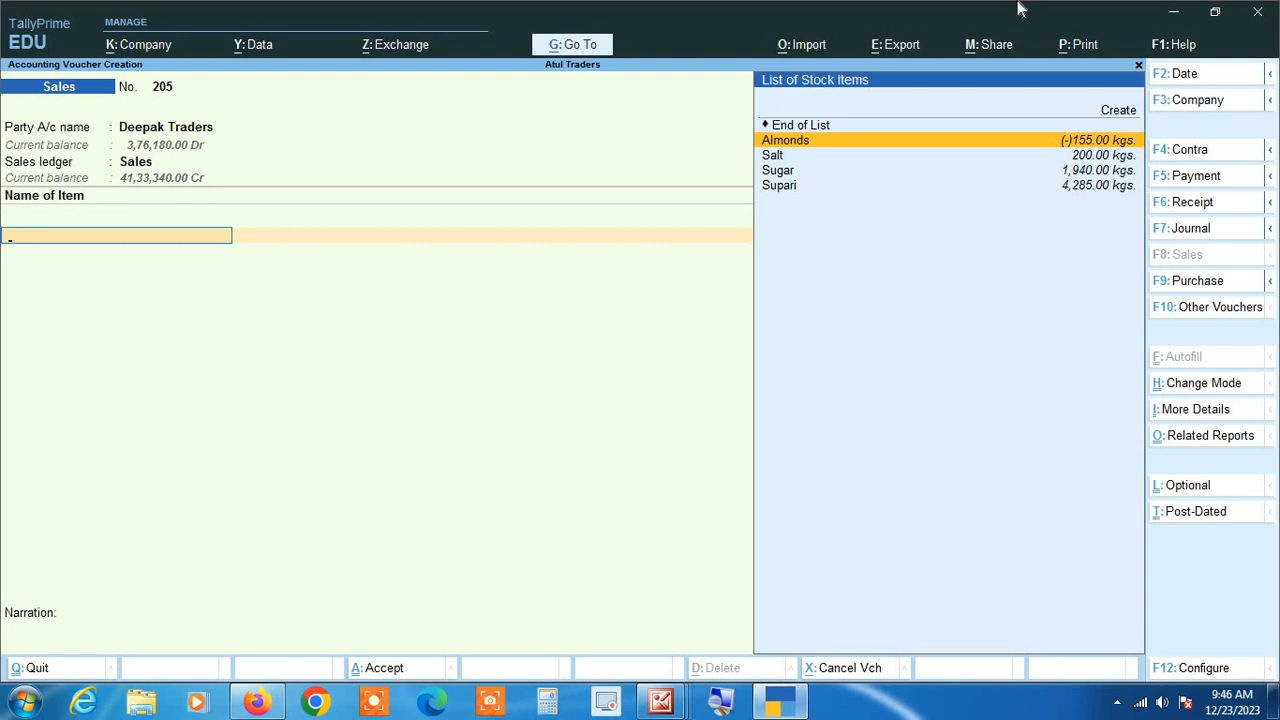 TallyPrime
EDU
MANAGE
K: Company
Y: Data
Z: Exchange
G: Go To
O: Import
E: Export
M: Share
P: Print
F1: Help
Accounting Voucher Creation
Atul Traders
Sales
No. 205
Party A/c name : Deepak Traders
Current balance : 3,76,180.00 Dr
Sales ledger : Sales
Current balance : 41,33,340.00 Cr
Name of Item
Narration:
List of Stock Items
Create
♦ End of List
Almonds (-)155.00 kgs.
Salt 200.00 kgs.
Sugar 1,940.00 kgs.
Supari 4,285.00 kgs.
F2: Date
F3: Company
F4: Contra
F5: Payment
F6: Receipt
F7: Journal
F8: Sales
F9: Purchase
F10: Other Vouchers
F: Autofill
H: Change Mode
I: More Details
O: Related Reports
L: Optional
T: Post-Dated
Q: Quit
A: Accept
D: Delete
X: Cancel Vch
F12: Configure
9:46 AM
12/23/2023